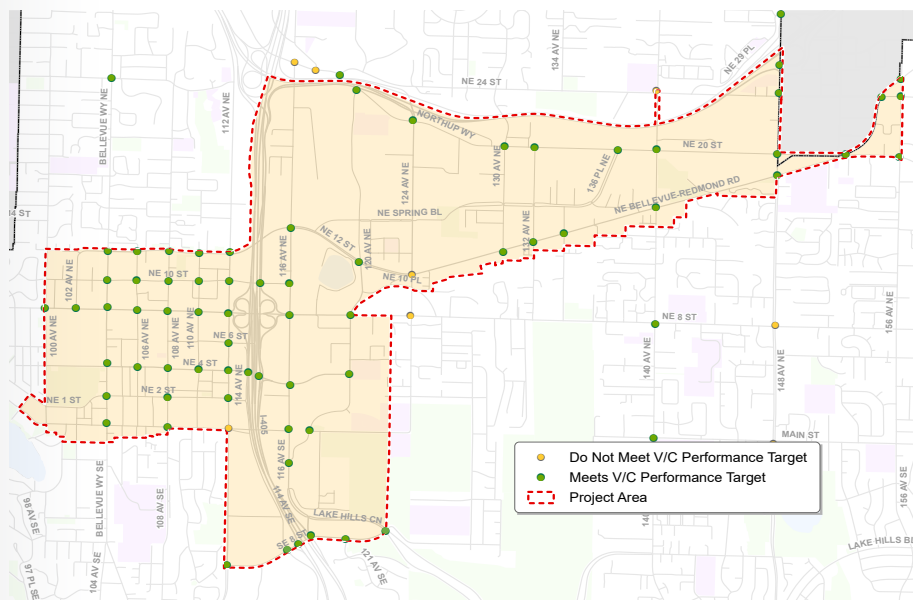 134 AV NE
NE 29 PL
NE 24 ST
BELLEVUE WY NE
112 AV NE
NORTHUP WY
130 AV NE
NE 20 ST
124 AV NE
136 PL NE
NE BELLEVUE-REDMOND RD
NE SPRING BL
NE 12 ST
120 AV NE
132 AV NE
NE 10 PL
116 AV NE
102 AV NE
NE 10 ST
100 AV NE
106 AV NE
108 AV NE
110 AV NE
NE 6 ST
NE 8 ST
156 AV NE
140 AV NE
148 AV NE
NE 4 ST
NE 2 ST
114 AV NE
NE 1 ST
I-405
MAIN ST
116 AV SE
BELLEVUE WY SE
108 AV SE
98 AV SE
104 AV SE
97 PL SE
114 AV SE
LAKE HILLS CN
121 AV SE
156 AV SE
LAKE HILLS B
Do Not Meet V/C Performance Target
Meets V/C Performance Target
Project Area